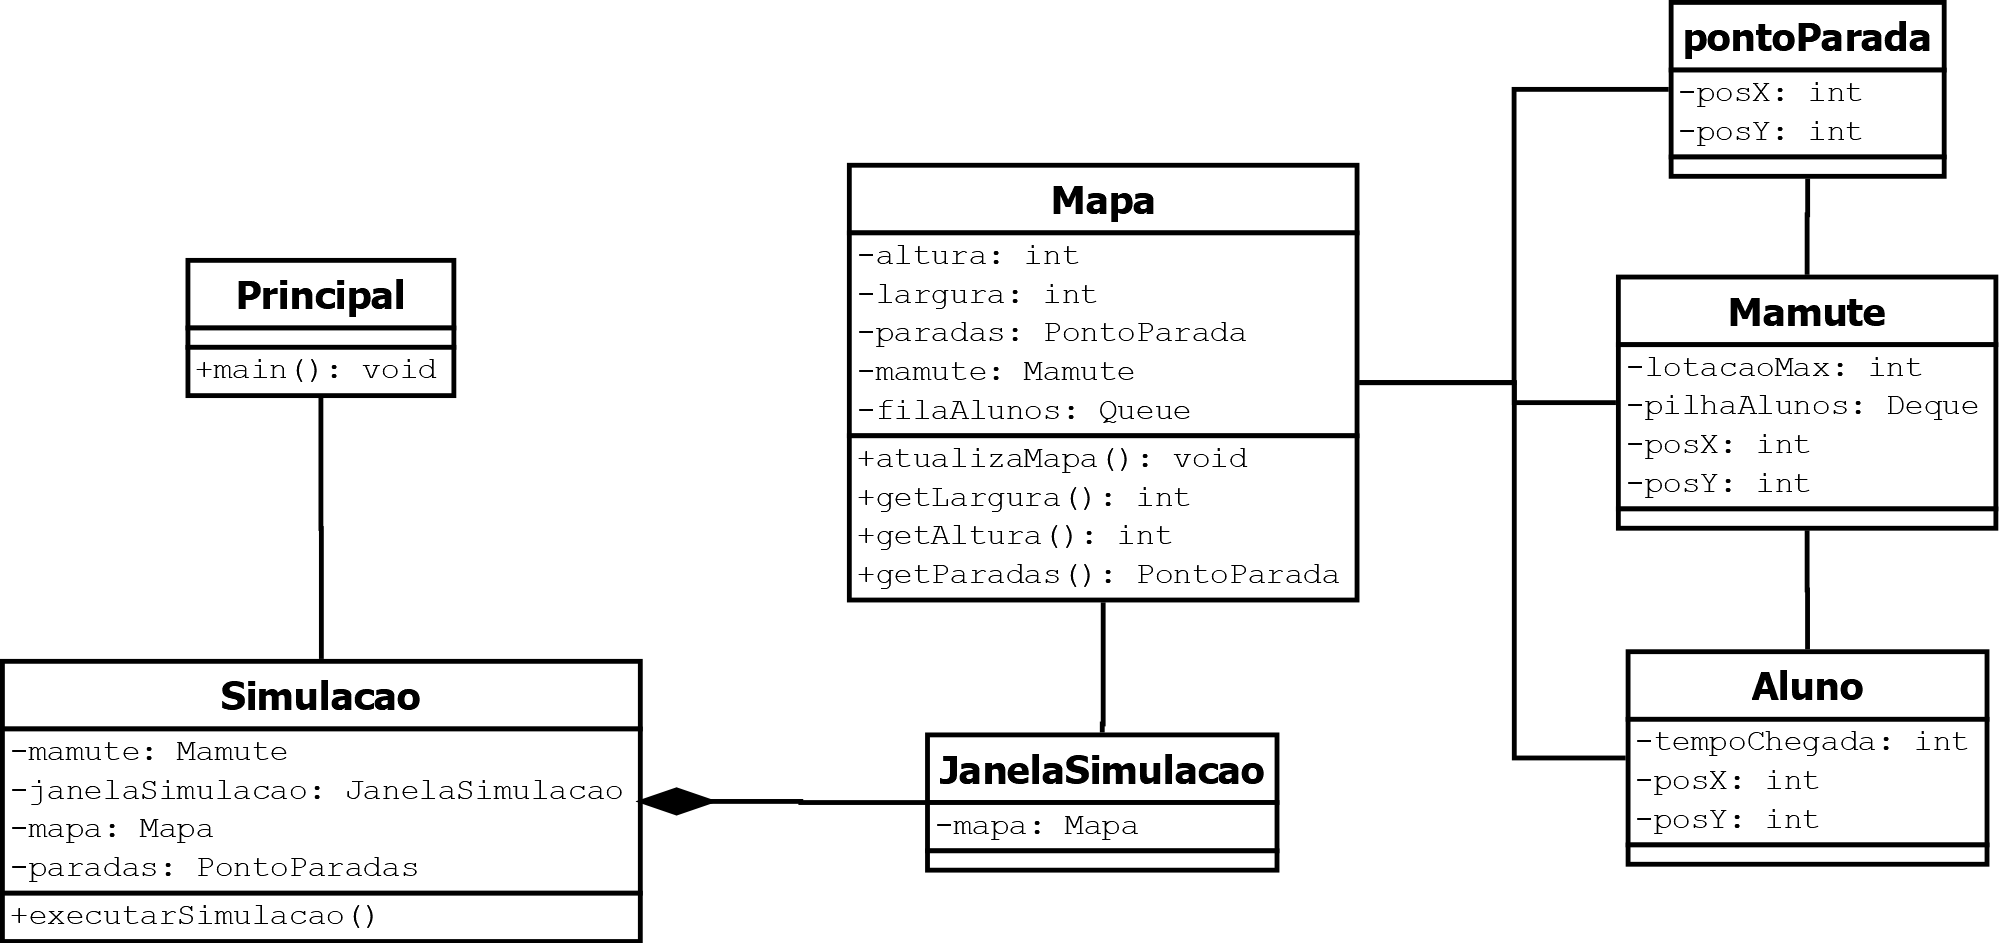 pontoParada
-posX: int
-posY: int
Mapa
-altura: int
-largura: int
-paradas: PontoParada
-mamute: Mamute
-filaAlunos: Queue
+atualizaMapa(): void
+getLargura(): int
+getAltura(): int
+getParadas(): PontoParada
Principal
+main(): void
Mamute
-lotacaoMax: int
-pilhaAlunos: Deque
-posX: int
-posY: int
Simulacao
-mamute: Mamute
-janelaSimulacao: JanelaSimulacao
-mapa: Mapa
-paradas: PontoParadas
+executarSimulacao()
JanelaSimulacao
-mapa: Mapa
Aluno
-tempoChegada: int
-posX: int
-posY: int